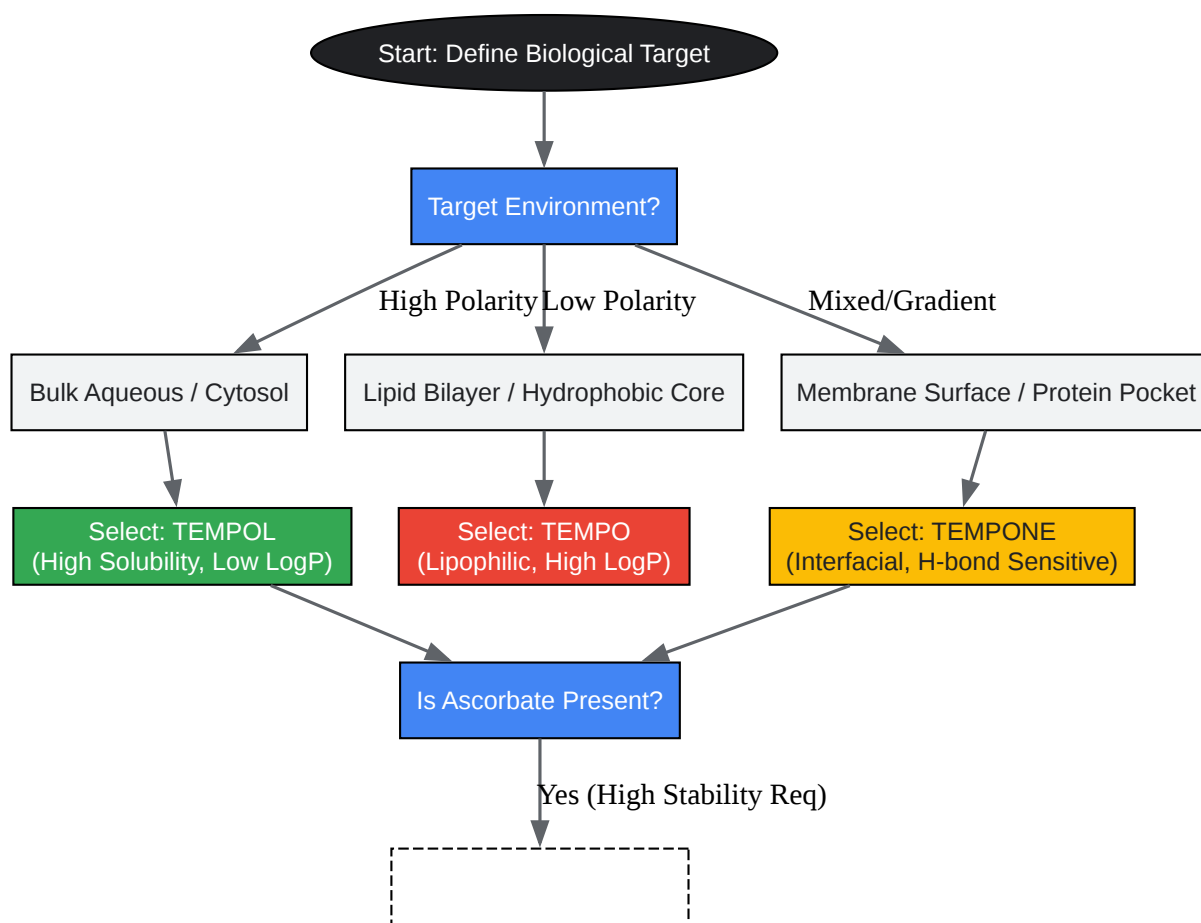 Start: Define Biological Target
Target Environment?
High Polarity
Low Polarity
Mixed/Gradient
Bulk Aqueous / Cytosol
Lipid Bilayer / Hydrophobic Core
Membrane Surface / Protein Pocket
Select: TEMPOL
(High Solubility, Low LogP)
Select: TEMPO
(Lipophilic, High LogP)
Select: TEMPONE
(Interfacial, H-bond Sensitive)
Is Ascorbate Present?
Yes (High Stability Req)